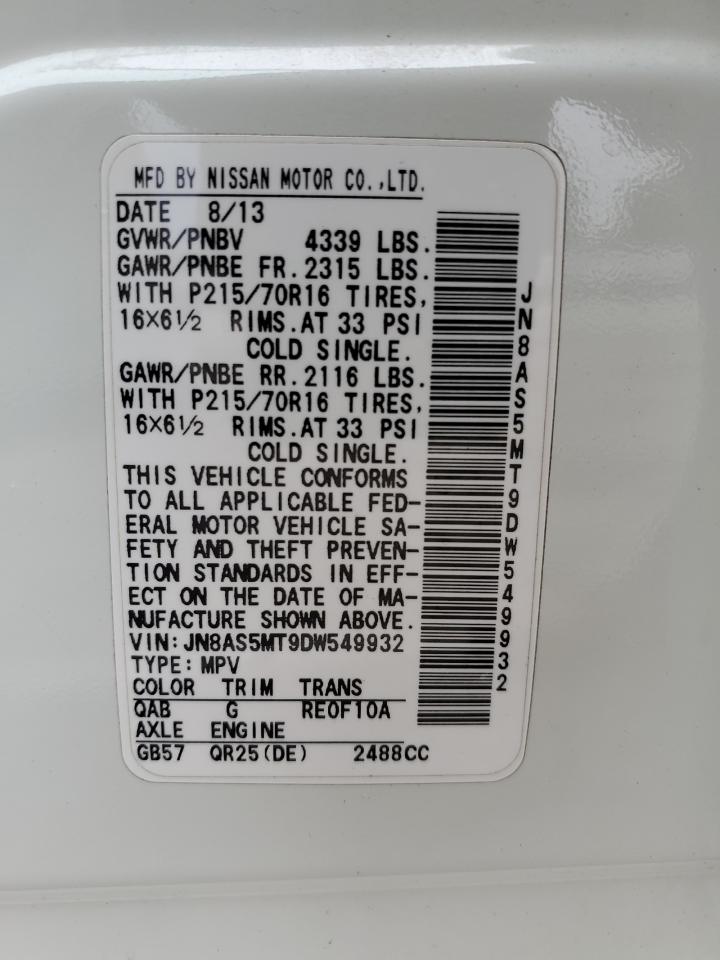 MFD BY NISSAN MOTOR CO.,LTD.
DATE 8/13
GVWR/PNBV 4339 LBS.
GAWR/PNBE FR.2315 LBS.
WITH P215/70R16 TIRES,
16X6½ RIMS.AT 33 PSI
COLD SINGLE.
GAWR/PNBE RR.2116 LBS.
WITH P215/70R16 TIRES,
16X6½ RIMS.AT 33 PSI
COLD SINGLE.
THIS VEHICLE CONFORMS
TO ALL APPLICABLE FED-
ERAL MOTOR VEHICLE SA-
FETY AND THEFT PREVEN-
TION STANDARDS IN EFF-
ECT ON THE DATE OF MA-
NUFACTURE SHOWN ABOVE.
VIN:JN8AS5MT9DW549932
TYPE:MPV
COLOR TRIM TRANS
QAB G RE0F10A
AXLE ENGINE
GB57 QR25(DE) 2488CC
JN8AS5MT9DW549932